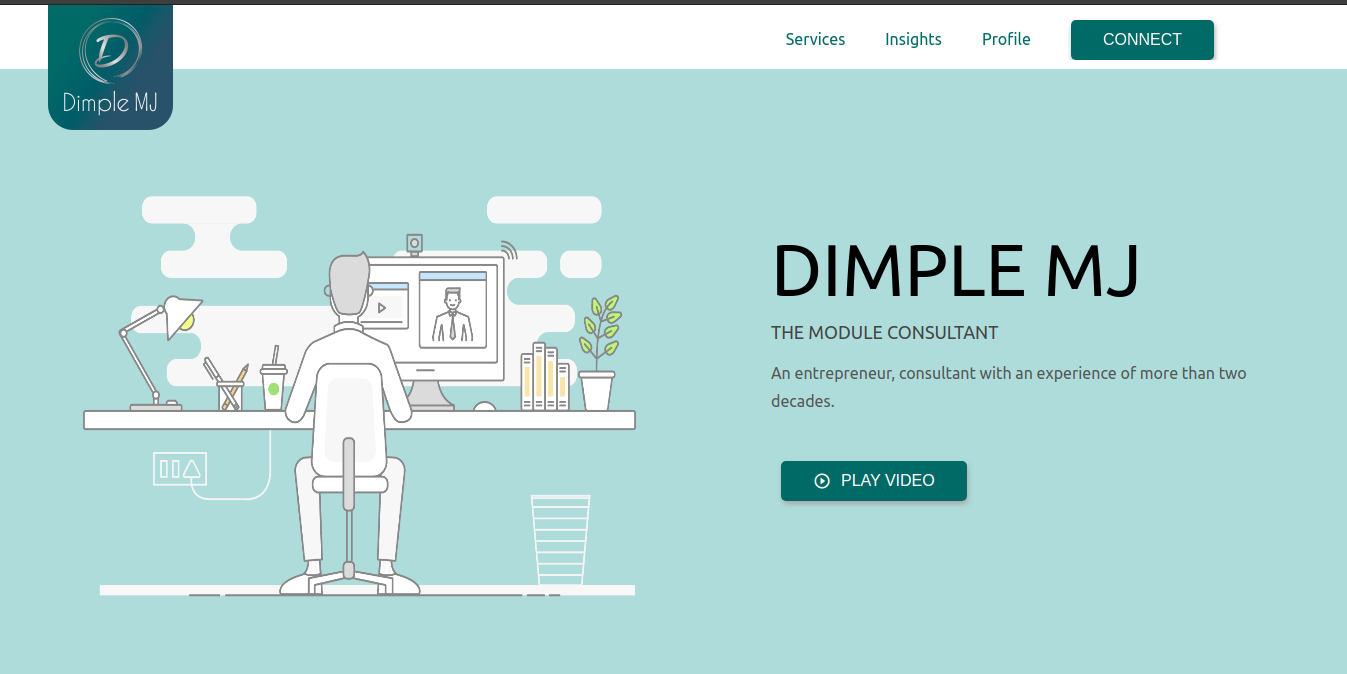 Dimple MJ
Services
Insights
Profile
CONNECT
DIMPLE MJ
THE MODULE CONSULTANT
An entrepreneur, consultant with an experience of more than two
decades.
PLAY VIDEO